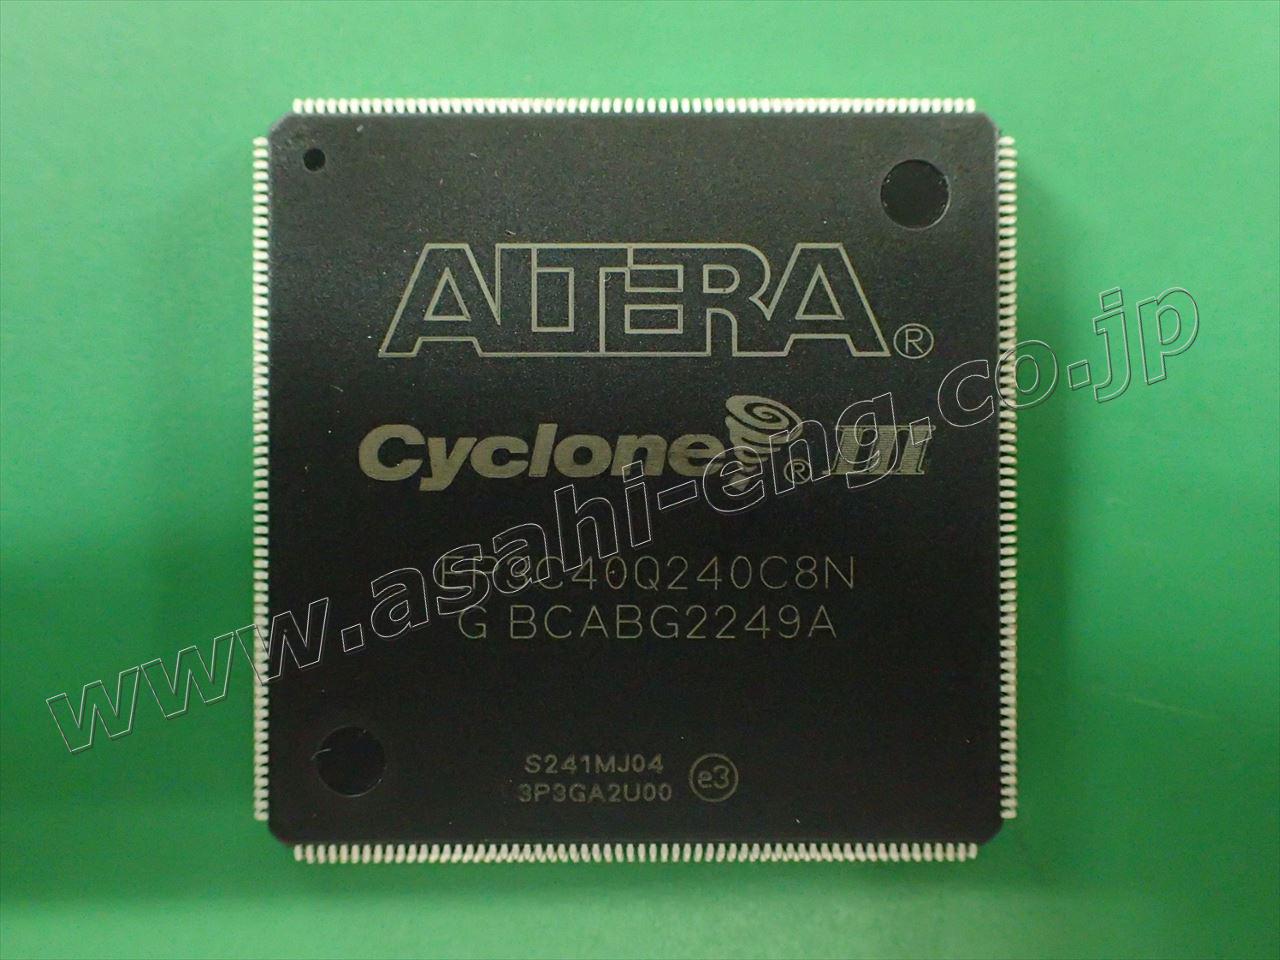 ALTERA®
Cyclone® III
EP3C40Q240C8N
G BCABG2249A
S241MJ04
3P3GA2U00 e3
www.asahi-eng.co.jp